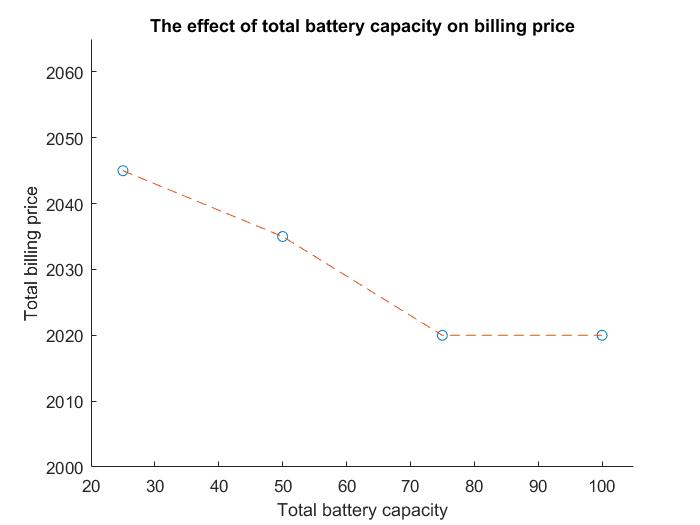 The effect of total battery capacity on billing price
2060
2050
2040
2030
2020
2010
2000
Total billing price
20 30 40 50 60 70 80 90 100
Total battery capacity